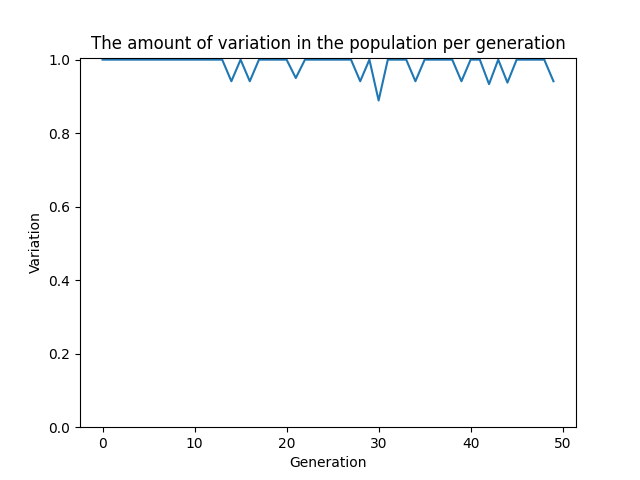 The amount of variation in the population per generation
1.0
0.8
0.6
0.4
0.2
0.0
Variation
0 10 20 30 40 50
Generation